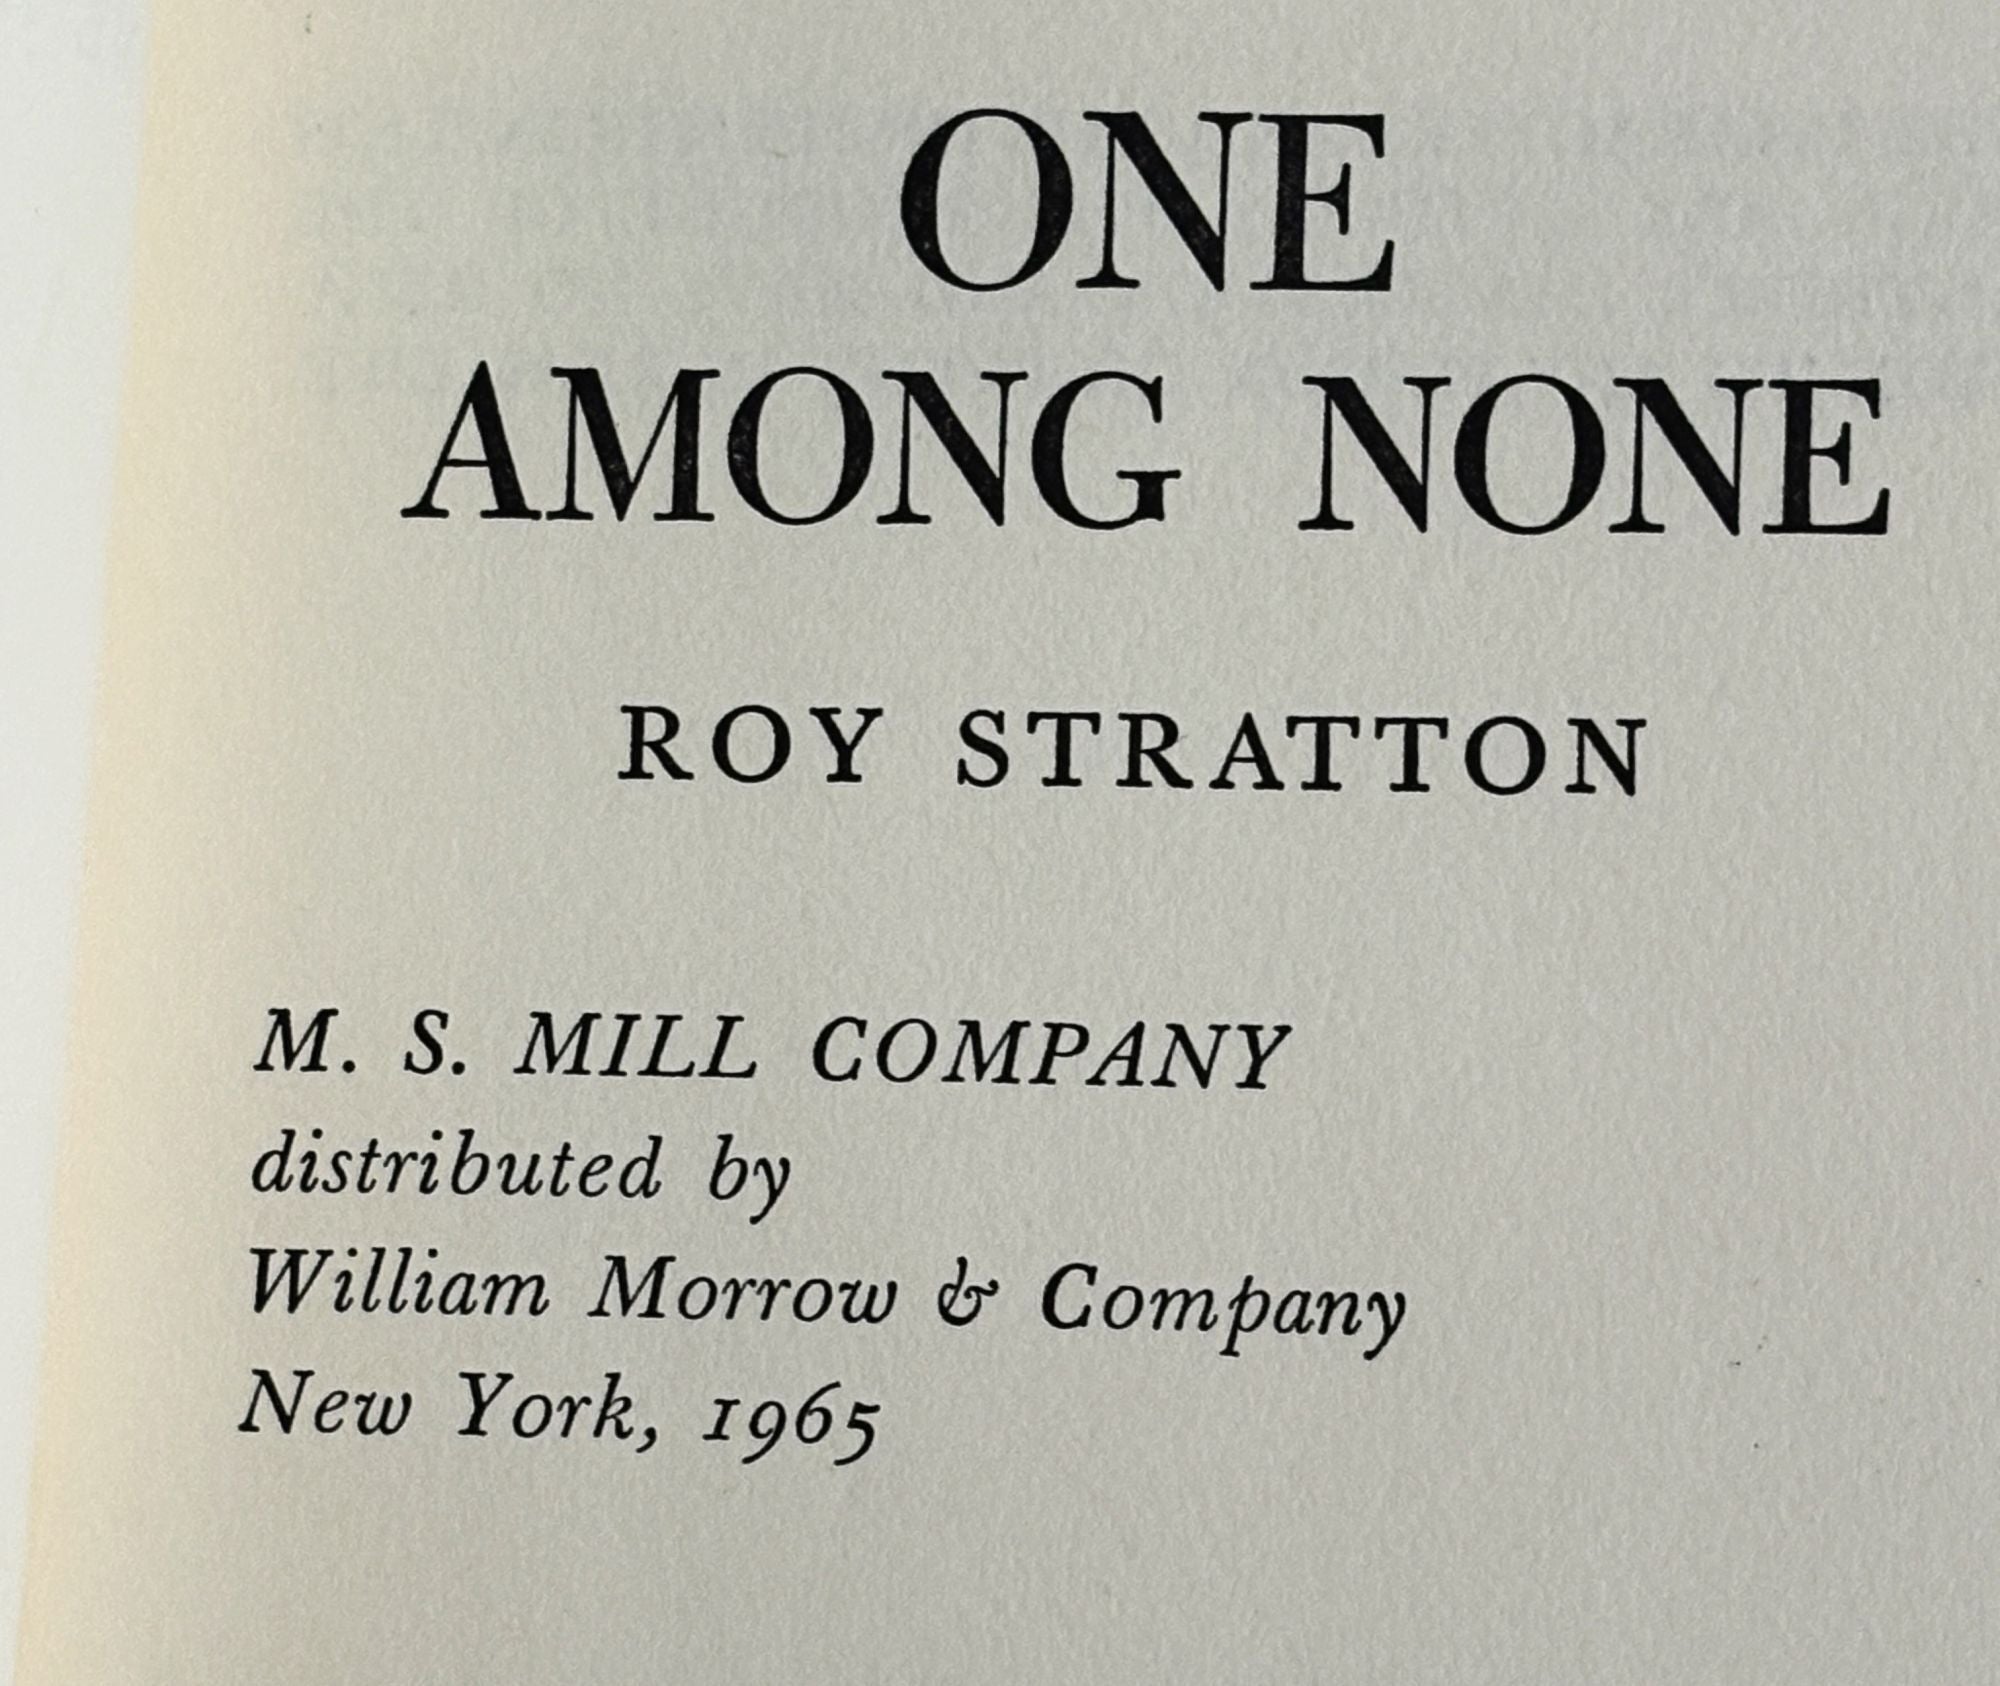 ONE
AMONG NONE
ROY STRATTON
M. S. MILL COMPANY
distributed by
William Morrow & Company
New York, 1965